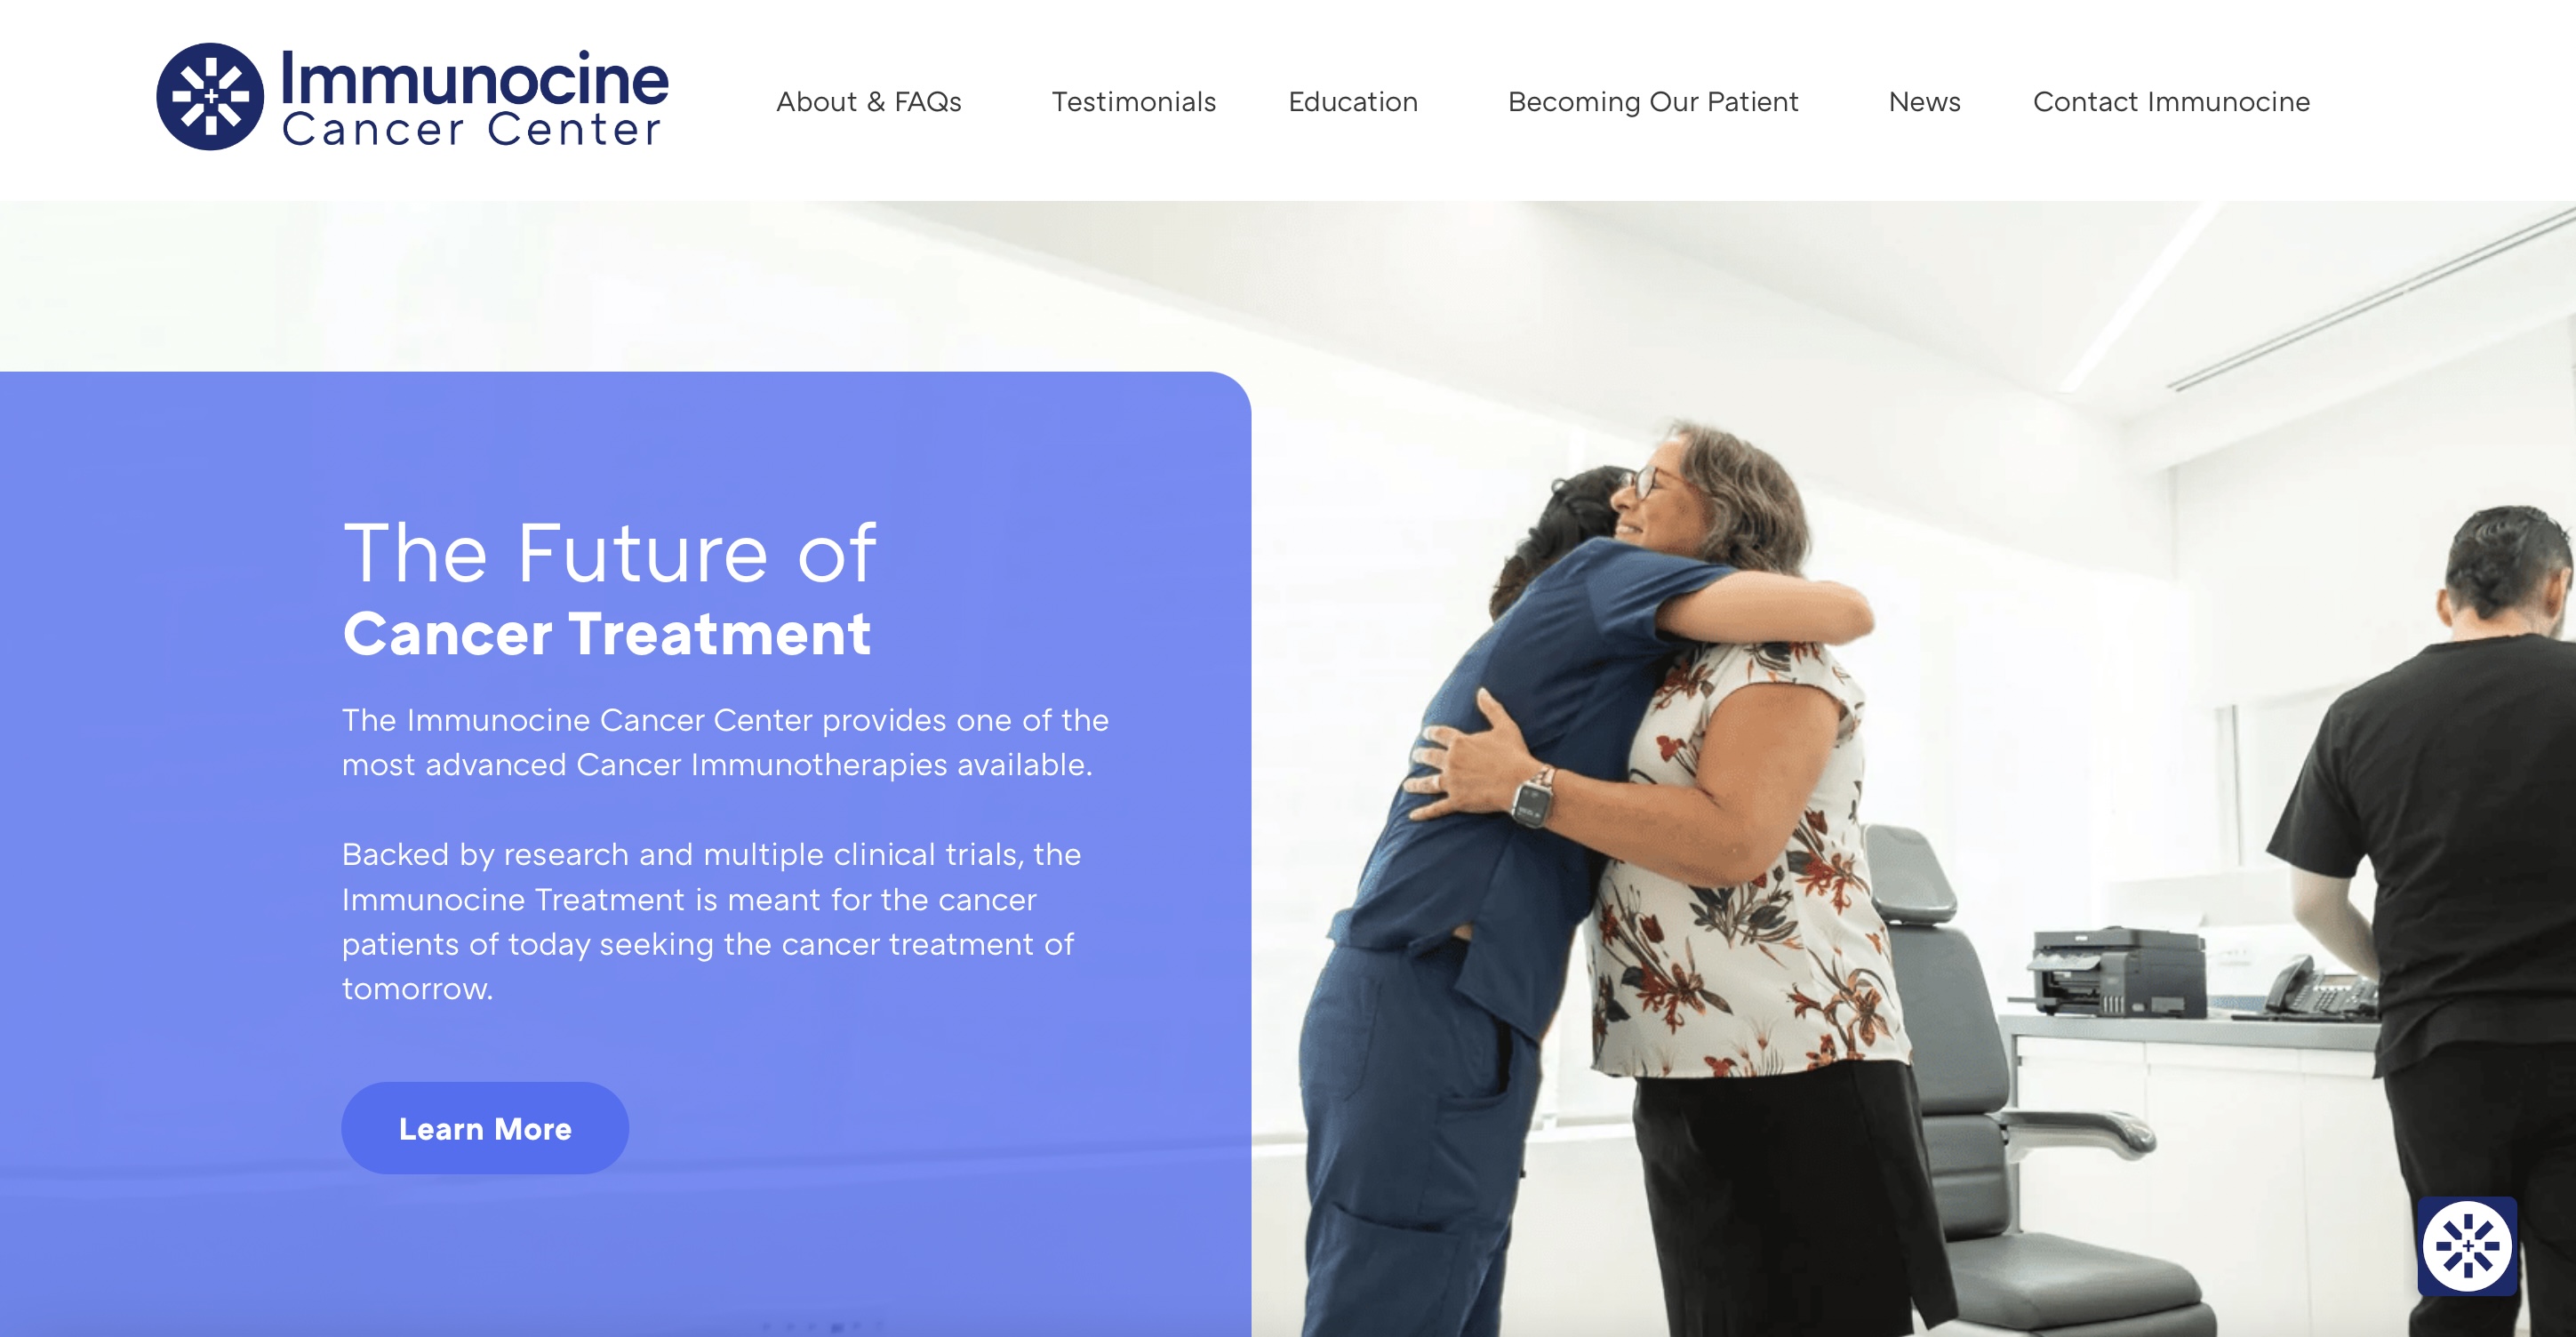 Immunocine
Cancer Center
About & FAQs
Testimonials
Education
Becoming Our Patient
News
Contact Immunocine
The Future of
Cancer Treatment
The Immunocine Cancer Center provides one of the
most advanced Cancer Immunotherapies available.
Backed by research and multiple clinical trials, the
Immunocine Treatment is meant for the cancer
patients of today seeking the cancer treatment of
tomorrow.
Learn More